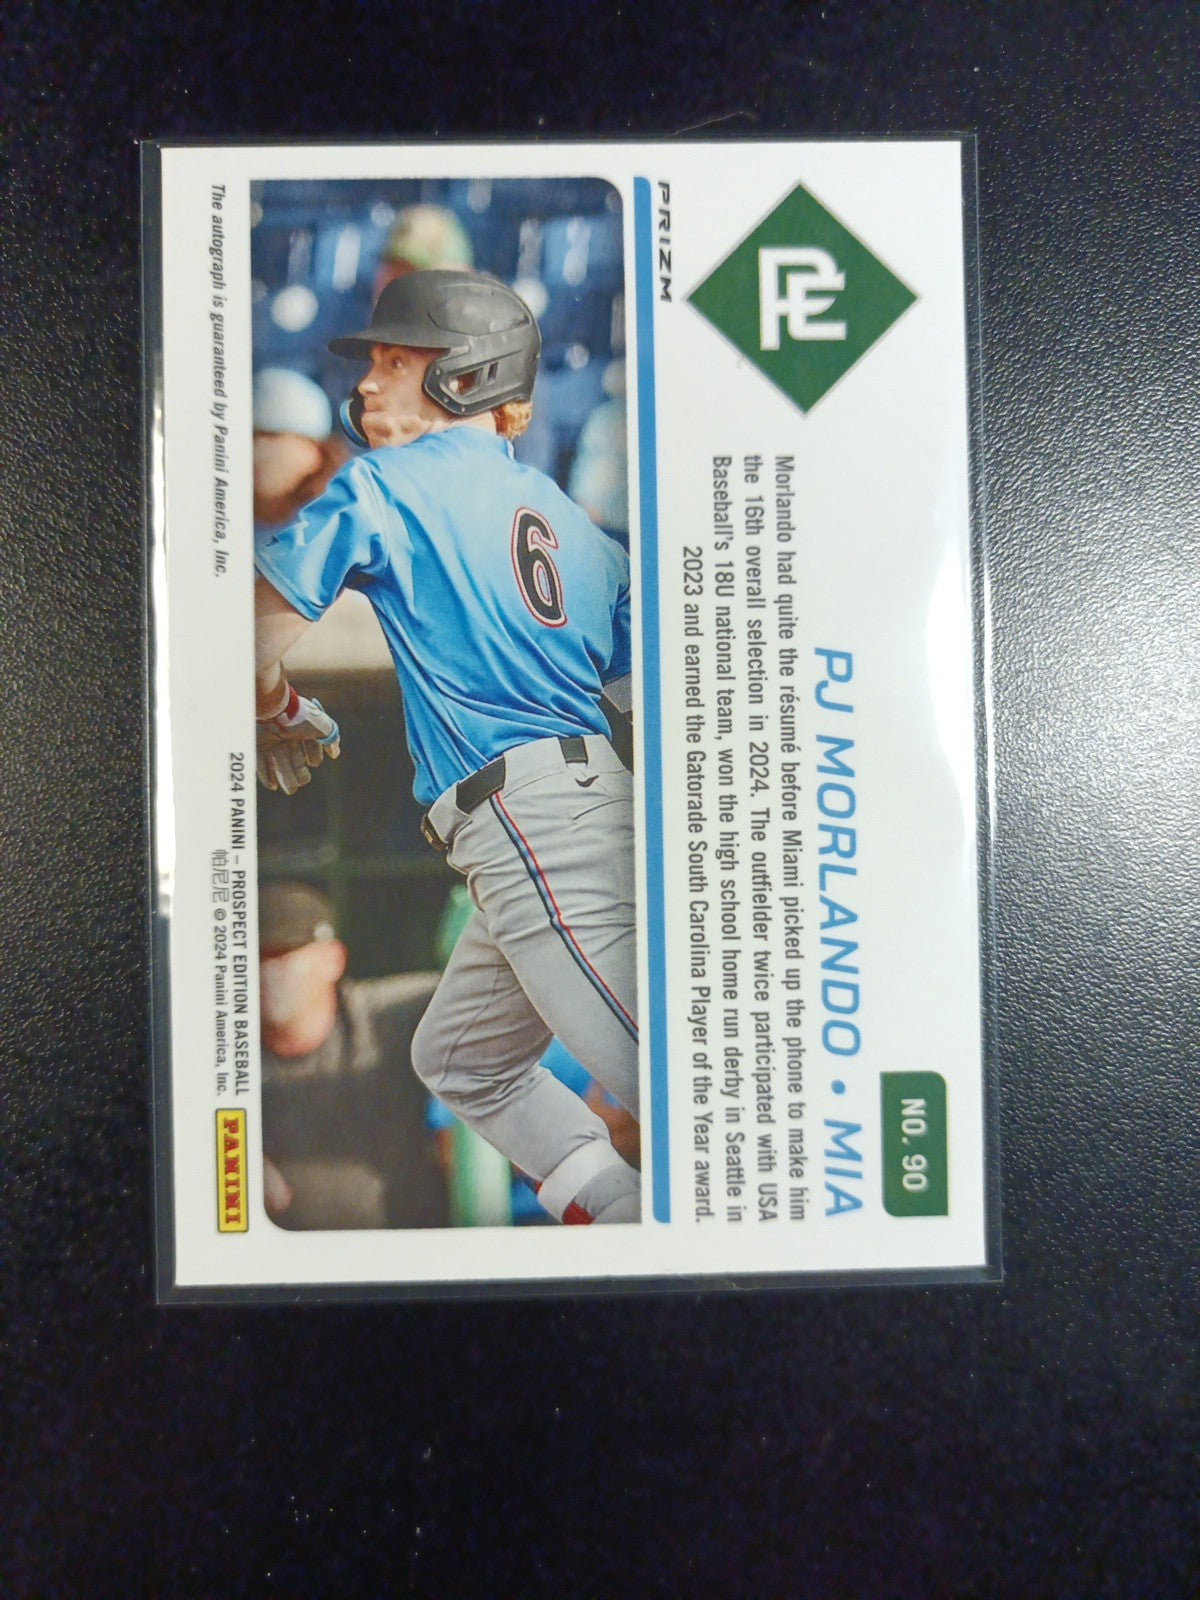 NO. 90
PJ MORLANDO • MIA
Morlando had quite the résumé before Miami picked up the phone to make him
the 16th overall selection in 2024. The outfielder twice participated with USA
Baseball's 18U national team, won the high school home run derby in Seattle in
2023 and earned the Gatorade South Carolina Player of the Year award.
PRIZM
6
2024 PANINI – PROSPECT EDITION BASEBALL
The autograph is guaranteed by Panini America, Inc.
帕尼尼 © 2024 Panini America, Inc.
PANINI